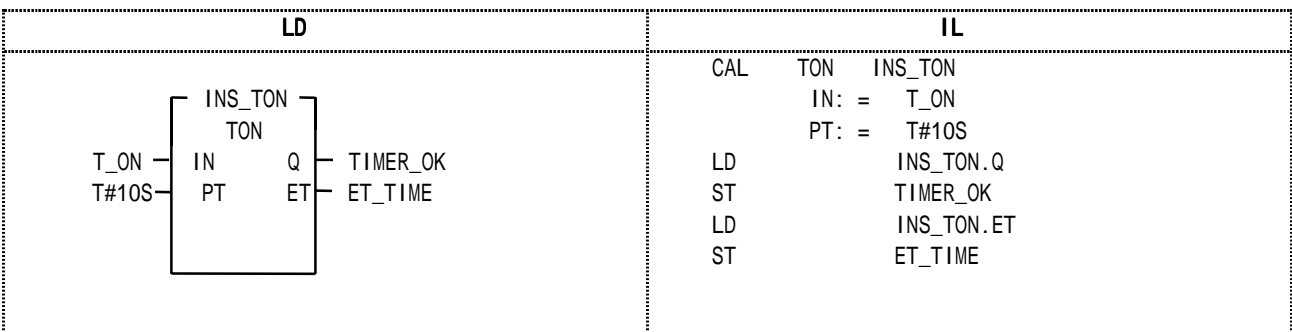 LD
IL
INS_TON
TON
T_ON IN Q TIMER_OK
T#10S PT ET ET_TIME
CAL TON INS_TON
IN: = T_ON
PT: = T#10S
LD INS_TON.Q
ST TIMER_OK
LD INS_TON.ET
ST ET_TIME